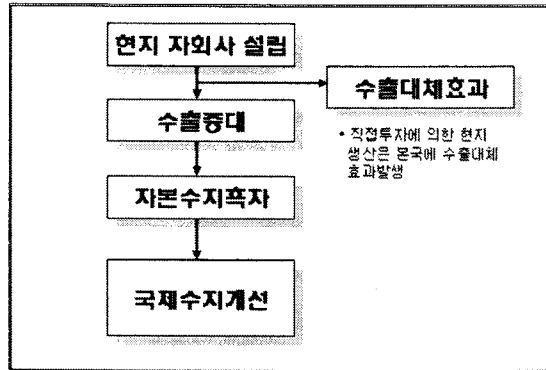 현지 자회사 설립
수출대체효과
수출증대
• 직접투자에 의한 현지
생산은 본국에 수출대체
효과발생
자본수지흑자
국제수지개선